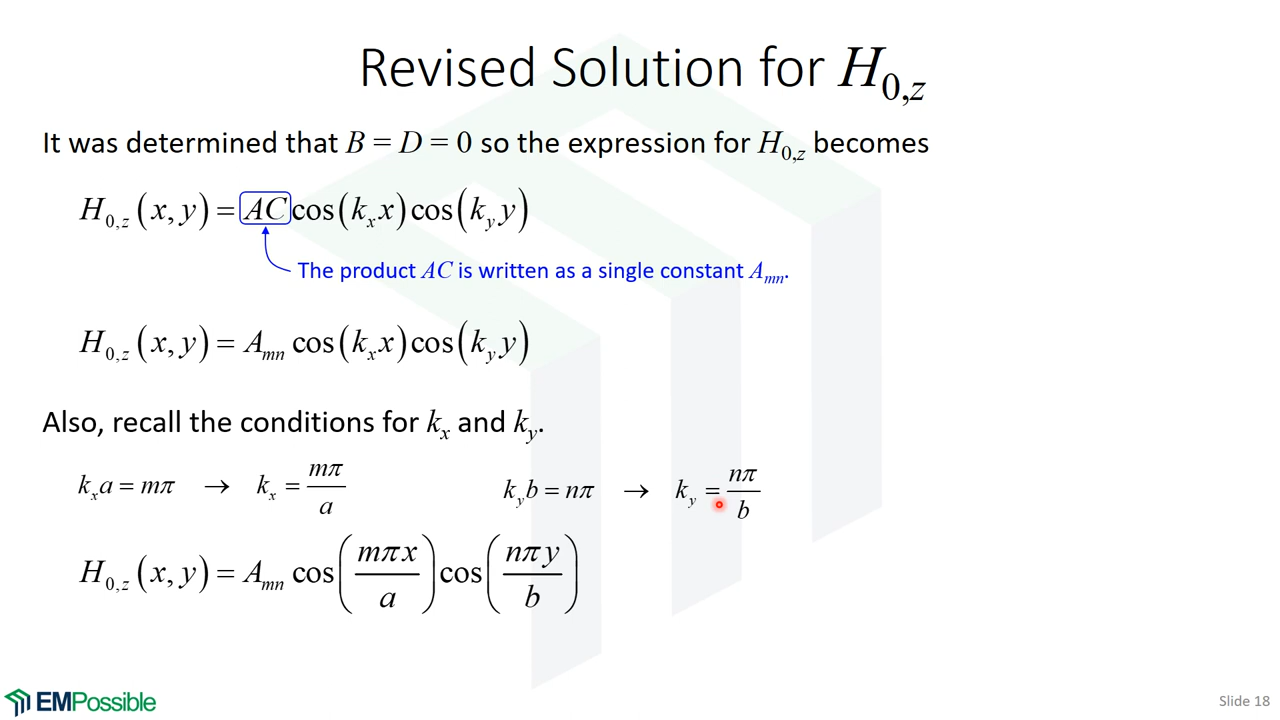 Revised Solution for H₀,z
It was determined that B = D = 0 so the expression for H₀,z becomes
H₀,z (x, y) = AC cos(kₓx) cos(k_y y)
The product AC is written as a single constant Aₘₙ.
H₀,z (x, y) = Aₘₙ cos(kₓx) cos(k_y y)
Also, recall the conditions for kₓ and k_y.
kₓa = mπ → kₓ = mπ/a k_y b = nπ → k_y = nπ/b
H₀,z (x, y) = Aₘₙ cos(mπx/a) cos(nπy/b)
EMPossible
Slide 18